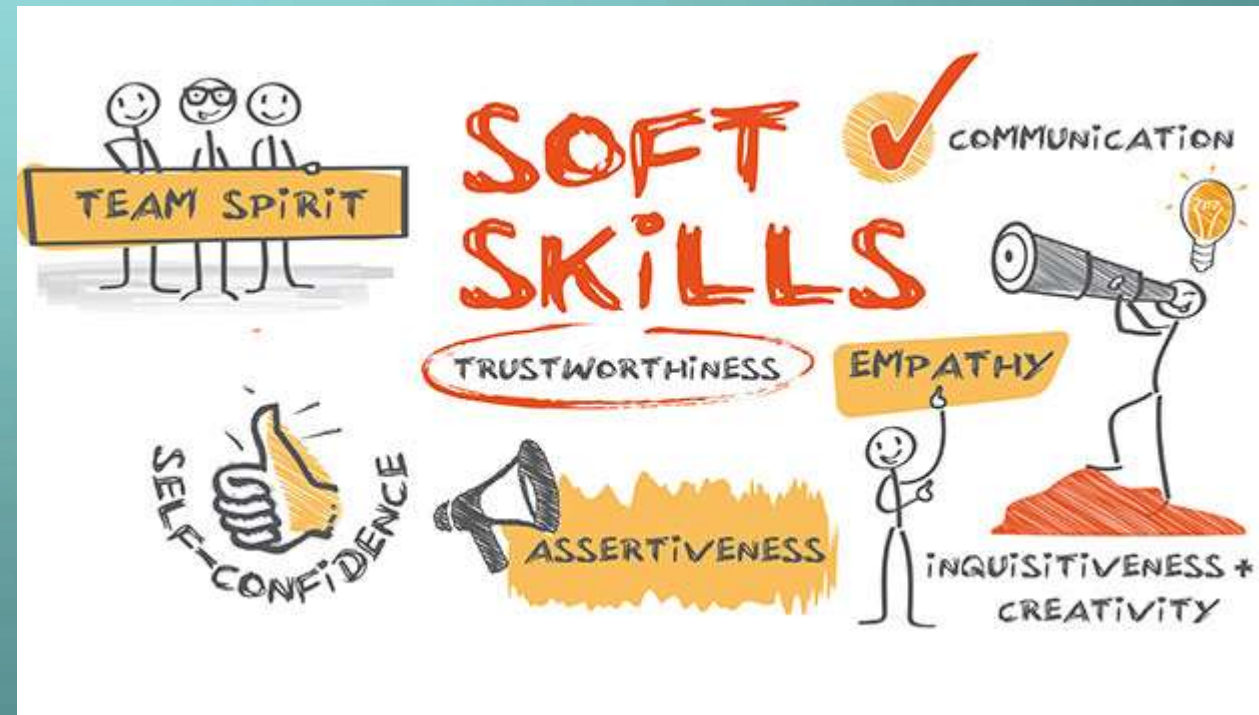 TEAM SPIRIT
SOFT
SKILLS
COMMUNICATION
TRUSTWORTHINESS
EMPATHY
SELF-CONFIDENCE
ASSERTIVENESS
INQUISITIVENESS +
CREATIVITY